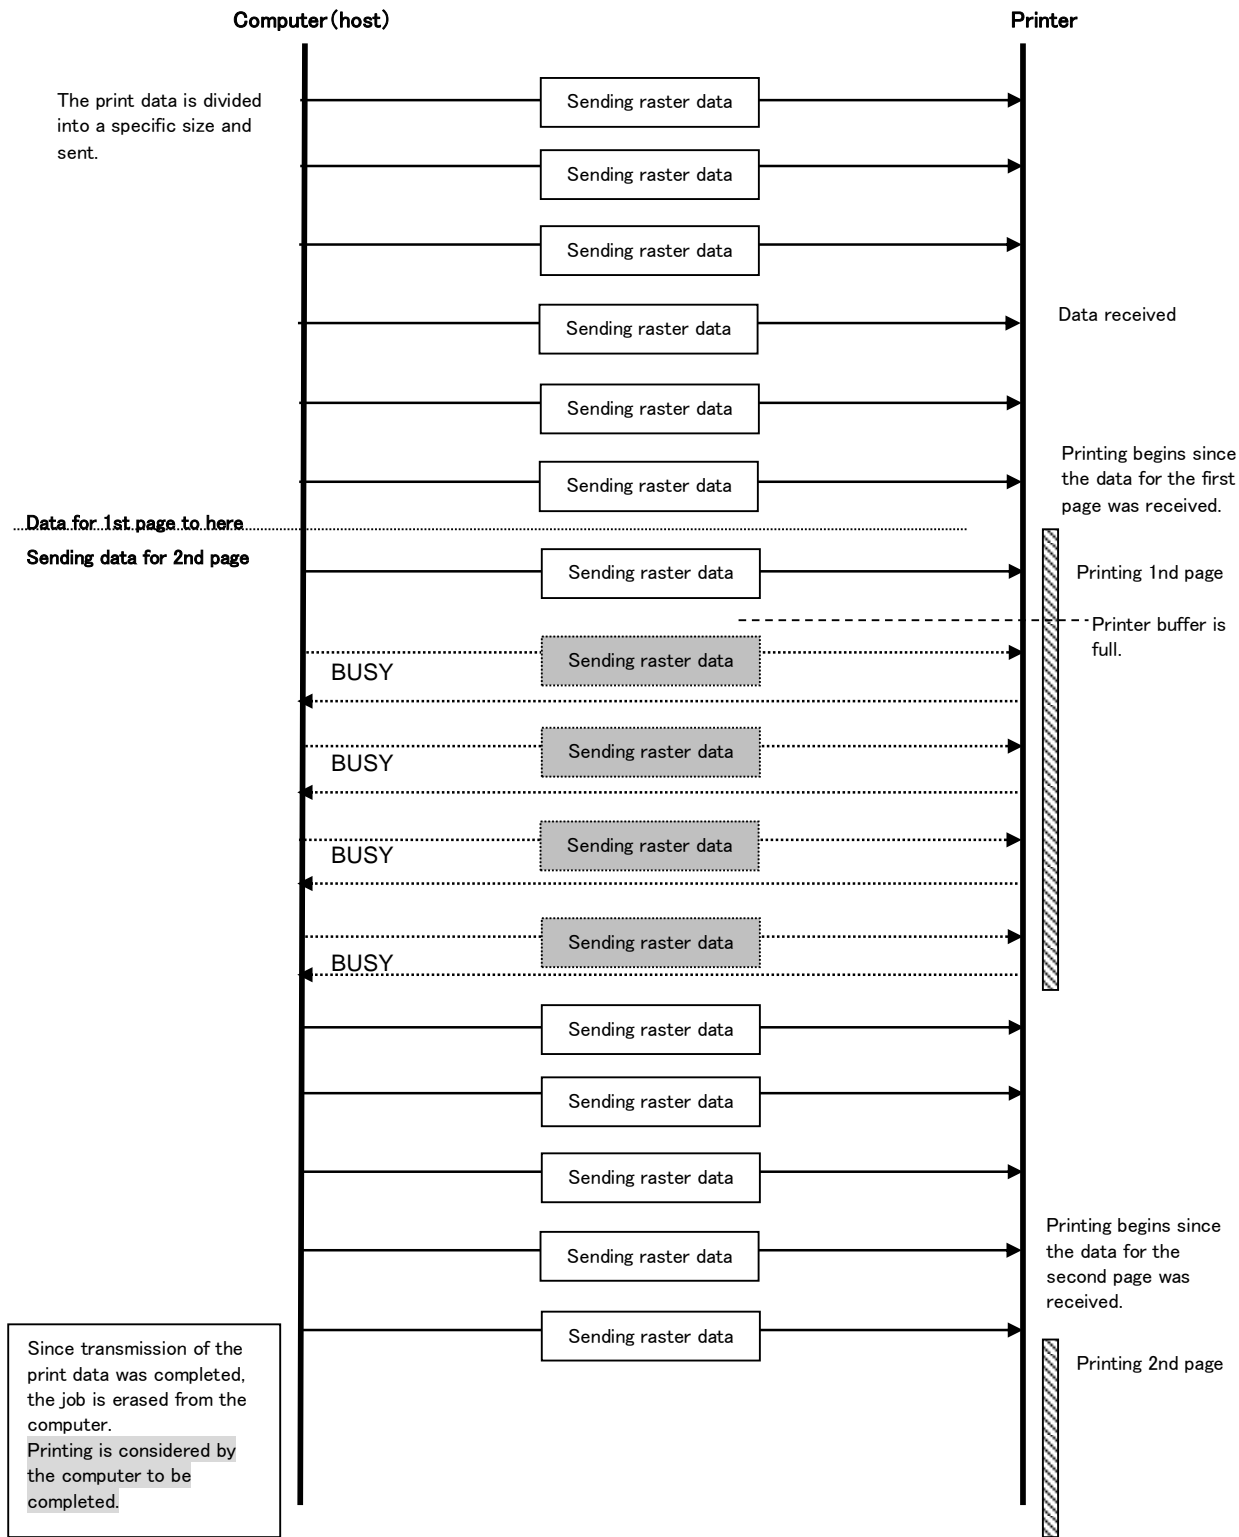 Computer(host)
Printer
The print data is divided
into a specific size and
sent.
Sending raster data
Sending raster data
Sending raster data
Sending raster data
Data received
Sending raster data
Printing begins since
the data for the first
page was received.
Sending raster data
Data for 1st page to here
Sending data for 2nd page
Sending raster data
Printing 1nd page
Printer buffer is
full.
Sending raster data
BUSY
Sending raster data
BUSY
Sending raster data
BUSY
Sending raster data
BUSY
Sending raster data
Sending raster data
Sending raster data
Printing begins since
the data for the
second page was
received.
Sending raster data
Sending raster data
Since transmission of the
print data was completed,
the job is erased from the
computer.
Printing is considered by
the computer to be
completed.
Printing 2nd page